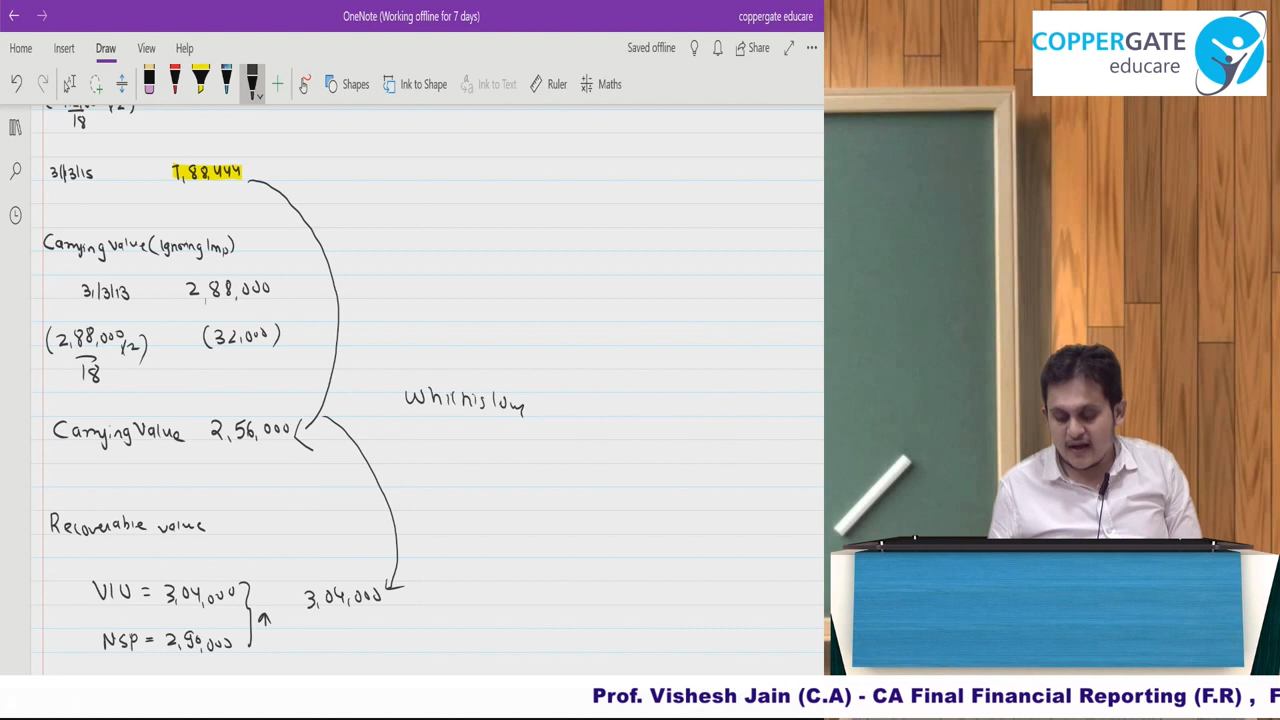 OneNote (Working offline for 7 days)
coppergate educare
Home Insert Draw View Help
Saved offline
Share
Shapes
Ink to Shape
Ink to Text
Ruler
Maths
COPPERGATE
educare
18
31/3/15 1,88,444
Carrying value (Ignoring Imp)
31/3/13 2,88,000
(2,88,000 x2) (32,000)
18
Which is low
Carrying Value 2,56,000
Recoverable value
VIU = 3,04,000
3,04,000
NSP = 2,90,000
Prof. Vishesh Jain (C.A) - CA Final Financial Reporting (F.R) , F